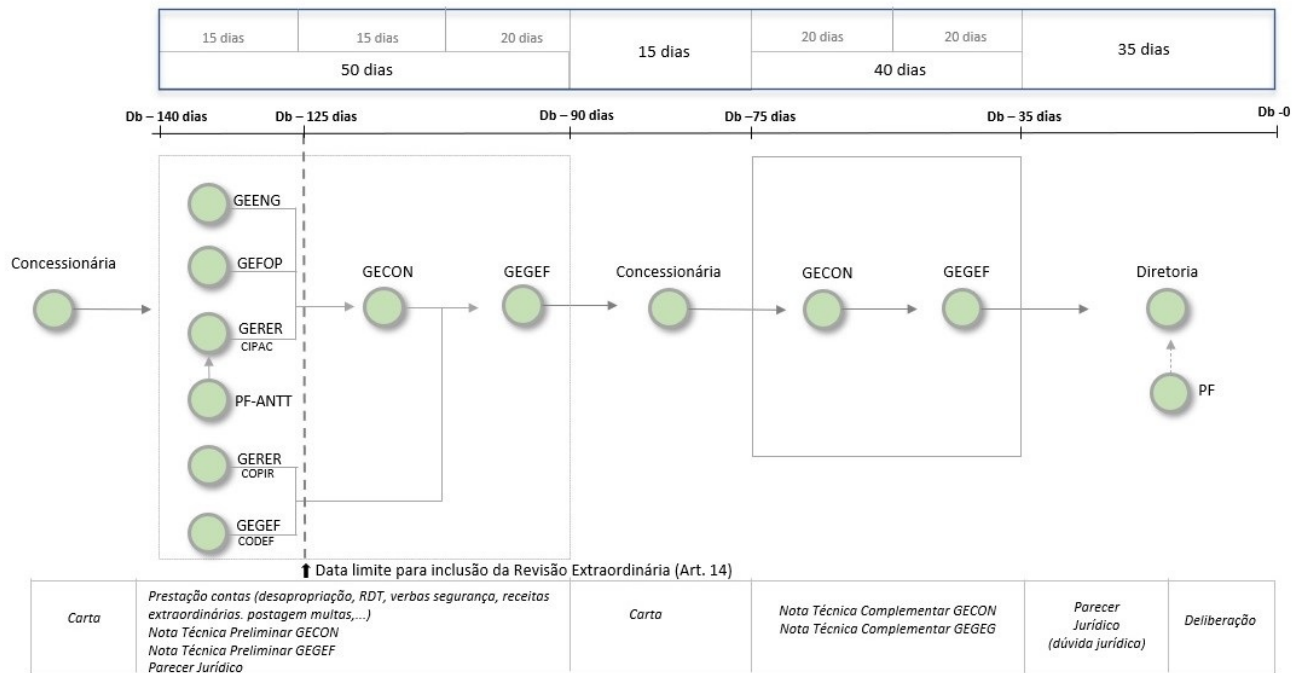 15 dias
15 dias
20 dias
50 dias
15 dias
20 dias
20 dias
40 dias
35 dias
Db – 140 dias
Db – 125 dias
Db – 90 dias
Db –75 dias
Db – 35 dias
Db -0
Concessionária
GEENG
GEFOP
GERER
CIPAC
PF-ANTT
GERER
COPIR
GEGEF
CODEF
GECON
GEGEF
Concessionária
GECON
GEGEF
Diretoria
PF
⬆ Data limite para inclusão da Revisão Extraordinária (Art. 14)
Carta
Prestação contas (desapropriação, RDT, verbas segurança, receitas
extraordinárias. postagem multas,...)
Nota Técnica Preliminar GECON
Nota Técnica Preliminar GEGEF
Parecer Jurídico
Carta
Nota Técnica Complementar GECON
Nota Técnica Complementar GEGEG
Parecer
Jurídico
(dúvida jurídica)
Deliberação